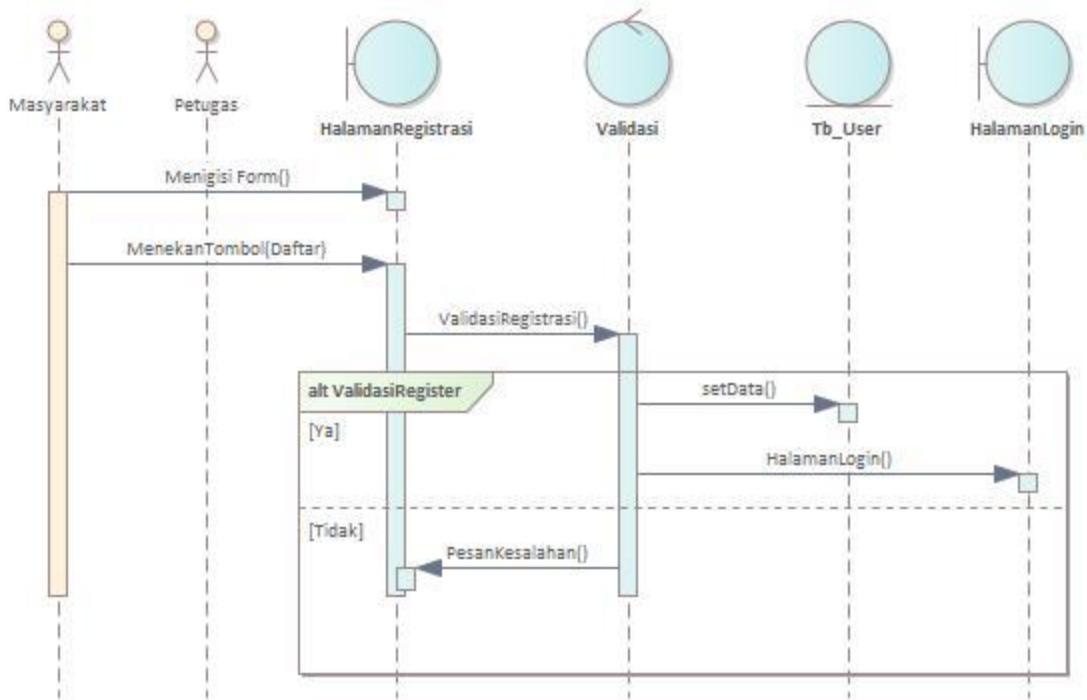 Masyarakat
Petugas
HalamanRegistrasi
Validasi
Tb_User
HalamanLogin
Menigisi Form()
MenekanTombol(Daftar)
ValidasiRegistrasi()
alt ValidasiRegister
setData()
[Ya]
HalamanLogin()
[Tidak]
PesanKesalahan()